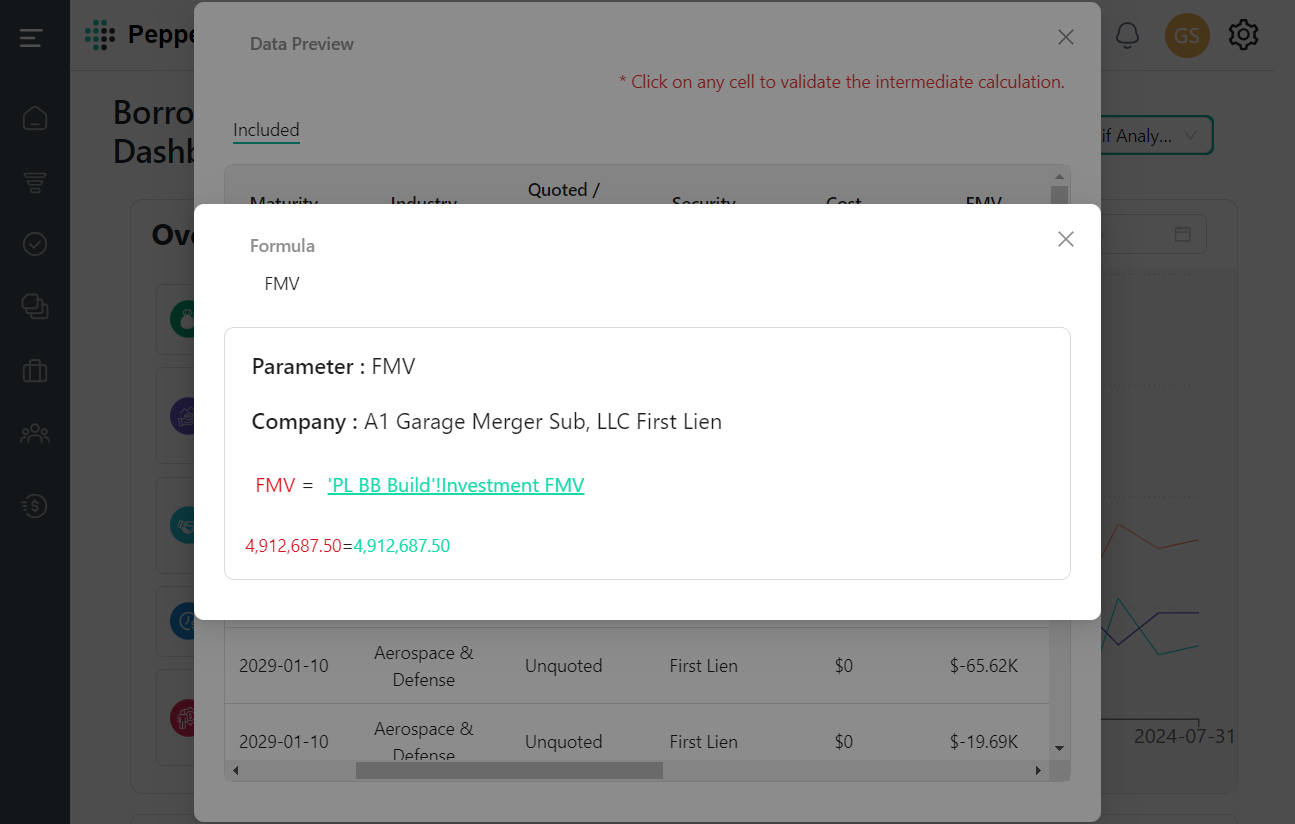 Peppe
GS
Data Preview
* Click on any cell to validate the intermediate calculation.
Borro
Dashb
if Analy...
Included
Maturity Industry Quoted / Security Cost FMV
Ove
Formula
FMV
Parameter : FMV
Company : A1 Garage Merger Sub, LLC First Lien
FMV = 'PL BB Build'!Investment FMV
4,912,687.50=4,912,687.50
2029-01-10 Aerospace & Defense Unquoted First Lien $0 $-65.62K
2029-01-10 Aerospace & Defense Unquoted First Lien $0 $-19.69K
2024-07-31